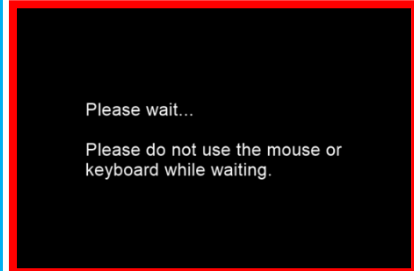 Please wait...
Please do not use the mouse or
keyboard while waiting.